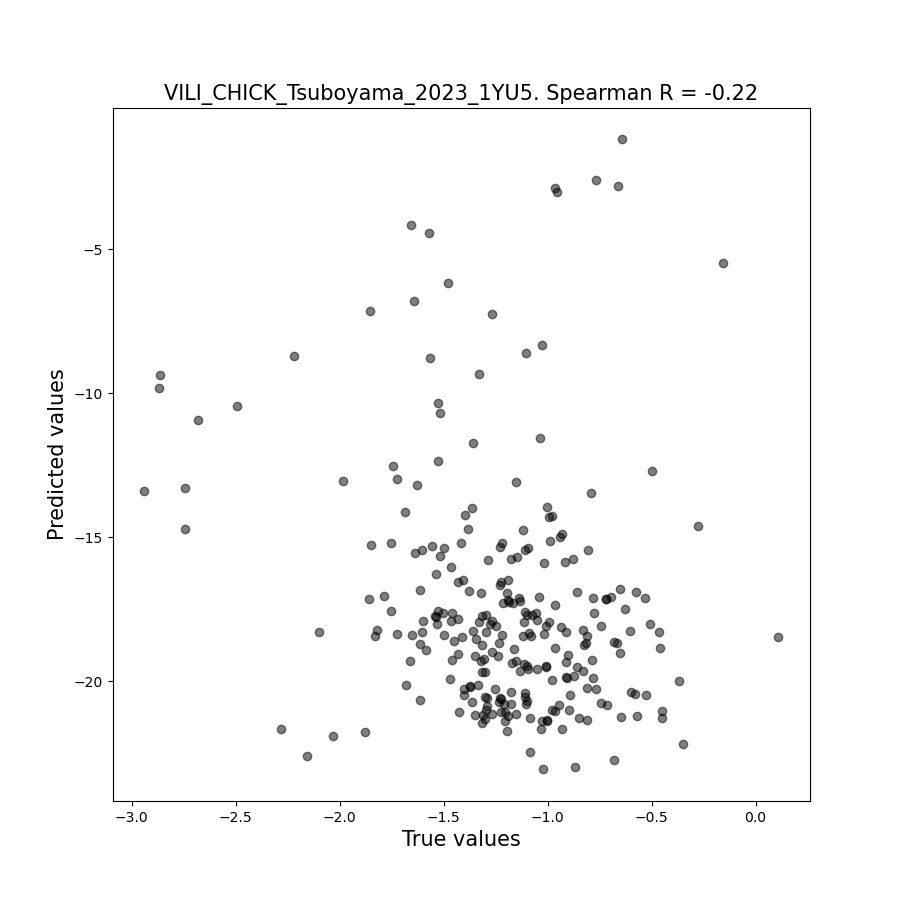 VILI_CHICK_Tsuboyama_2023_1YU5. Spearman R = -0.22
Predicted values
−5
−10
−15
−20
−3.0 −2.5 −2.0 −1.5 −1.0 −0.5 0.0
True values